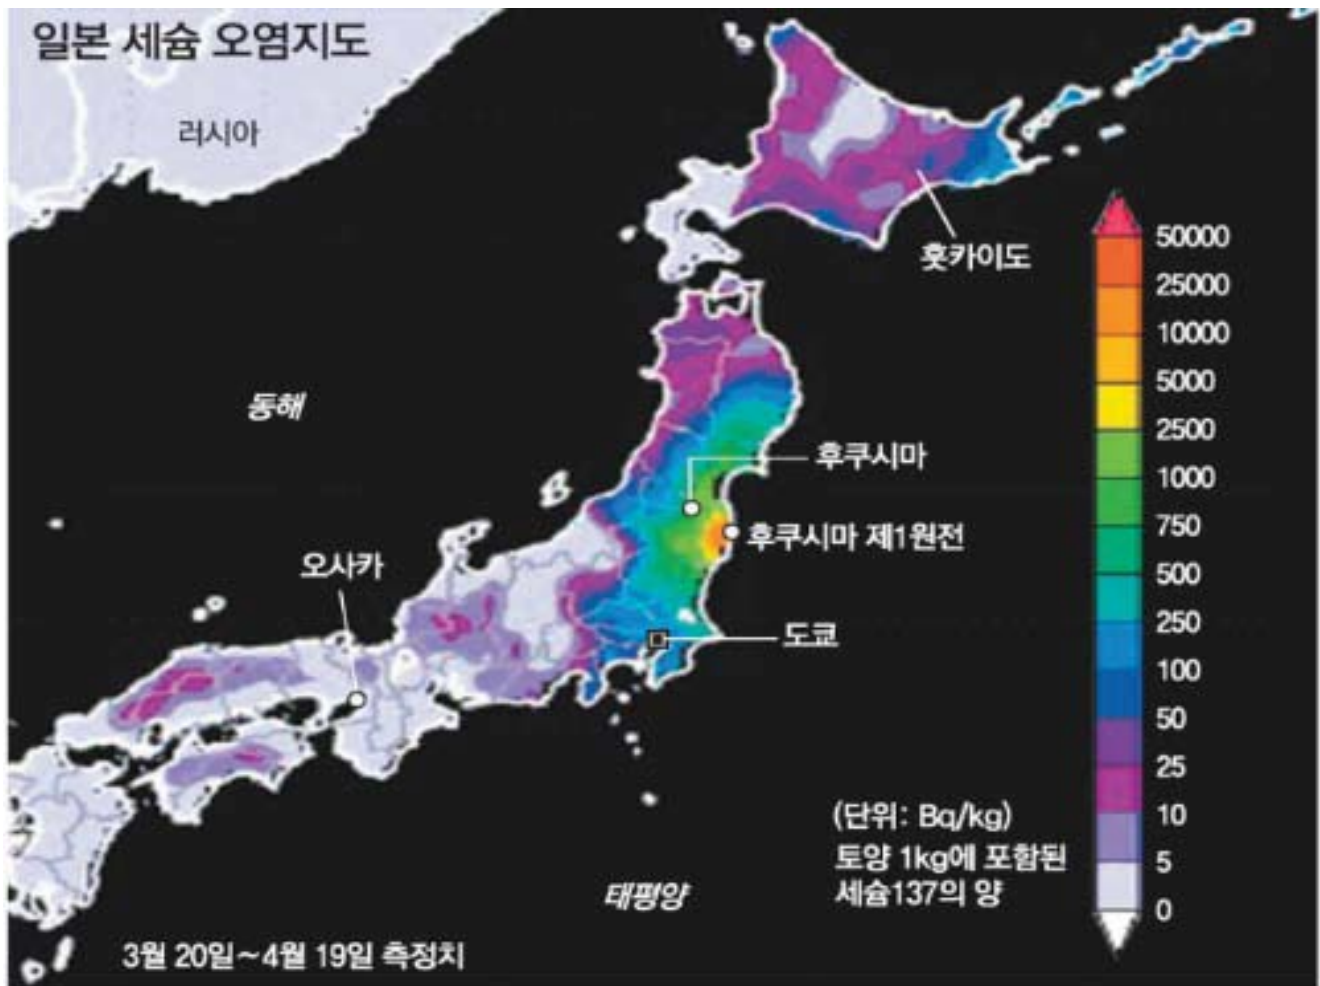 일본 세슘 오염지도
러시아
홋카이도
동해
후쿠시마
후쿠시마 제1원전
오사카
도쿄
50000
25000
10000
5000
2500
1000
750
500
250
100
50
25
10
5
0
(단위: Bq/kg)
토양 1kg에 포함된
세슘137의 양
태평양
3월 20일~4월 19일 측정치